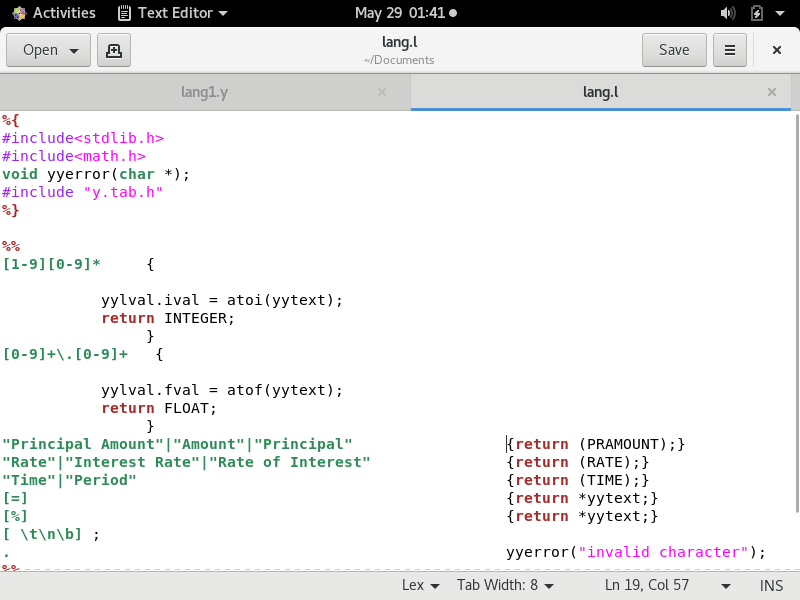 Activities Text Editor May 29 01:41
Open lang.l Save
~/Documents
lang1.y lang.l
%{
#include<stdlib.h>
#include<math.h>
void yyerror(char *);
#include "y.tab.h"
%}
%%
[1-9][0-9]* {
yylval.ival = atoi(yytext);
return INTEGER;
}
[0-9]+\.[0-9]+ {
yylval.fval = atof(yytext);
return FLOAT;
}
"Principal Amount"|"Amount"|"Principal" {return (PRAMOUNT);}
"Rate"|"Interest Rate"|"Rate of Interest" {return (RATE);}
"Time"|"Period" {return (TIME);}
[=] {return *yytext;}
[%] {return *yytext;}
[ \t\n\b] ;
. yyerror("invalid character");
%%
Lex Tab Width: 8 Ln 19, Col 57 INS